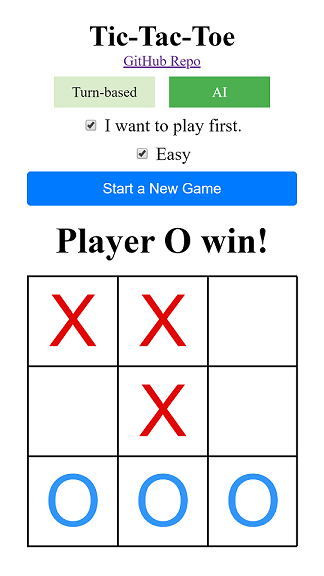 Tic-Tac-Toe
GitHub Repo
Turn-based AI
I want to play first.
Easy
Start a New Game
Player O win!
X X
X
O O O